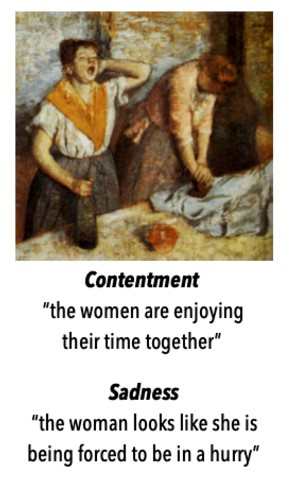 Contentment
"the women are enjoying
their time together"
Sadness
"the woman looks like she is
being forced to be in a hurry"